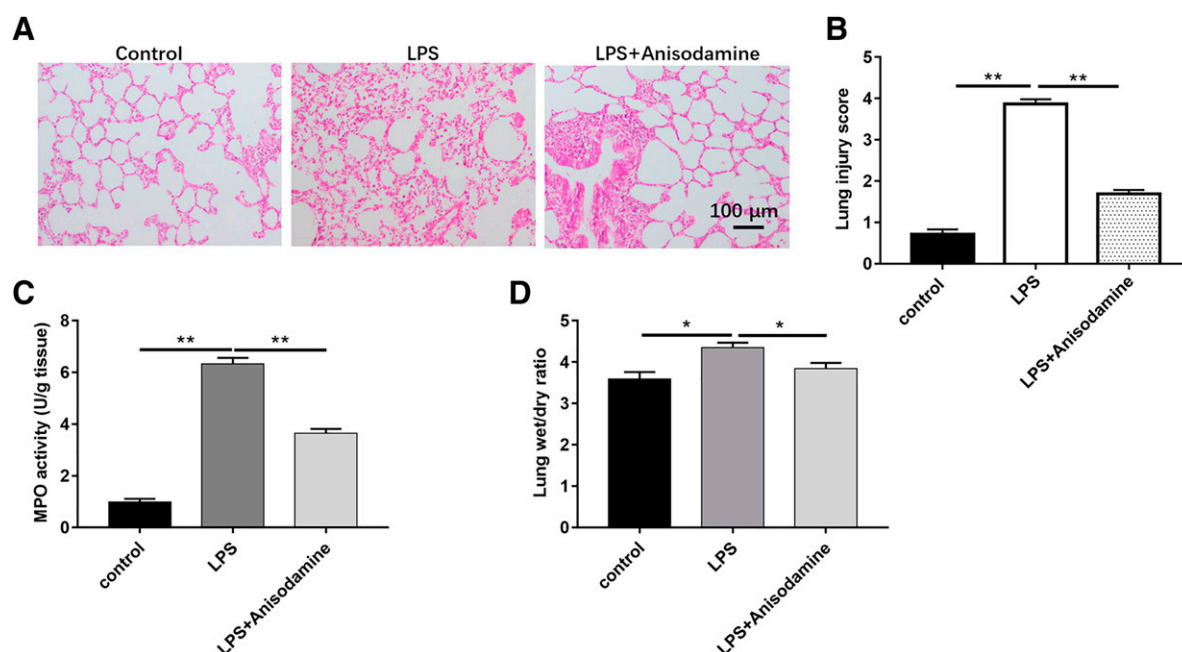 A
Control
LPS
LPS+Anisodamine
100 µm
B
Lung injury score
5
4
3
2
1
0
**
**
control
LPS
LPS+Anisodamine
C
MPO activity (U/g tissue)
8
6
4
2
0
**
**
control
LPS
LPS+Anisodamine
D
Lung wet/dry ratio
5
4
3
2
1
0
*
*
control
LPS
LPS+Anisodamine